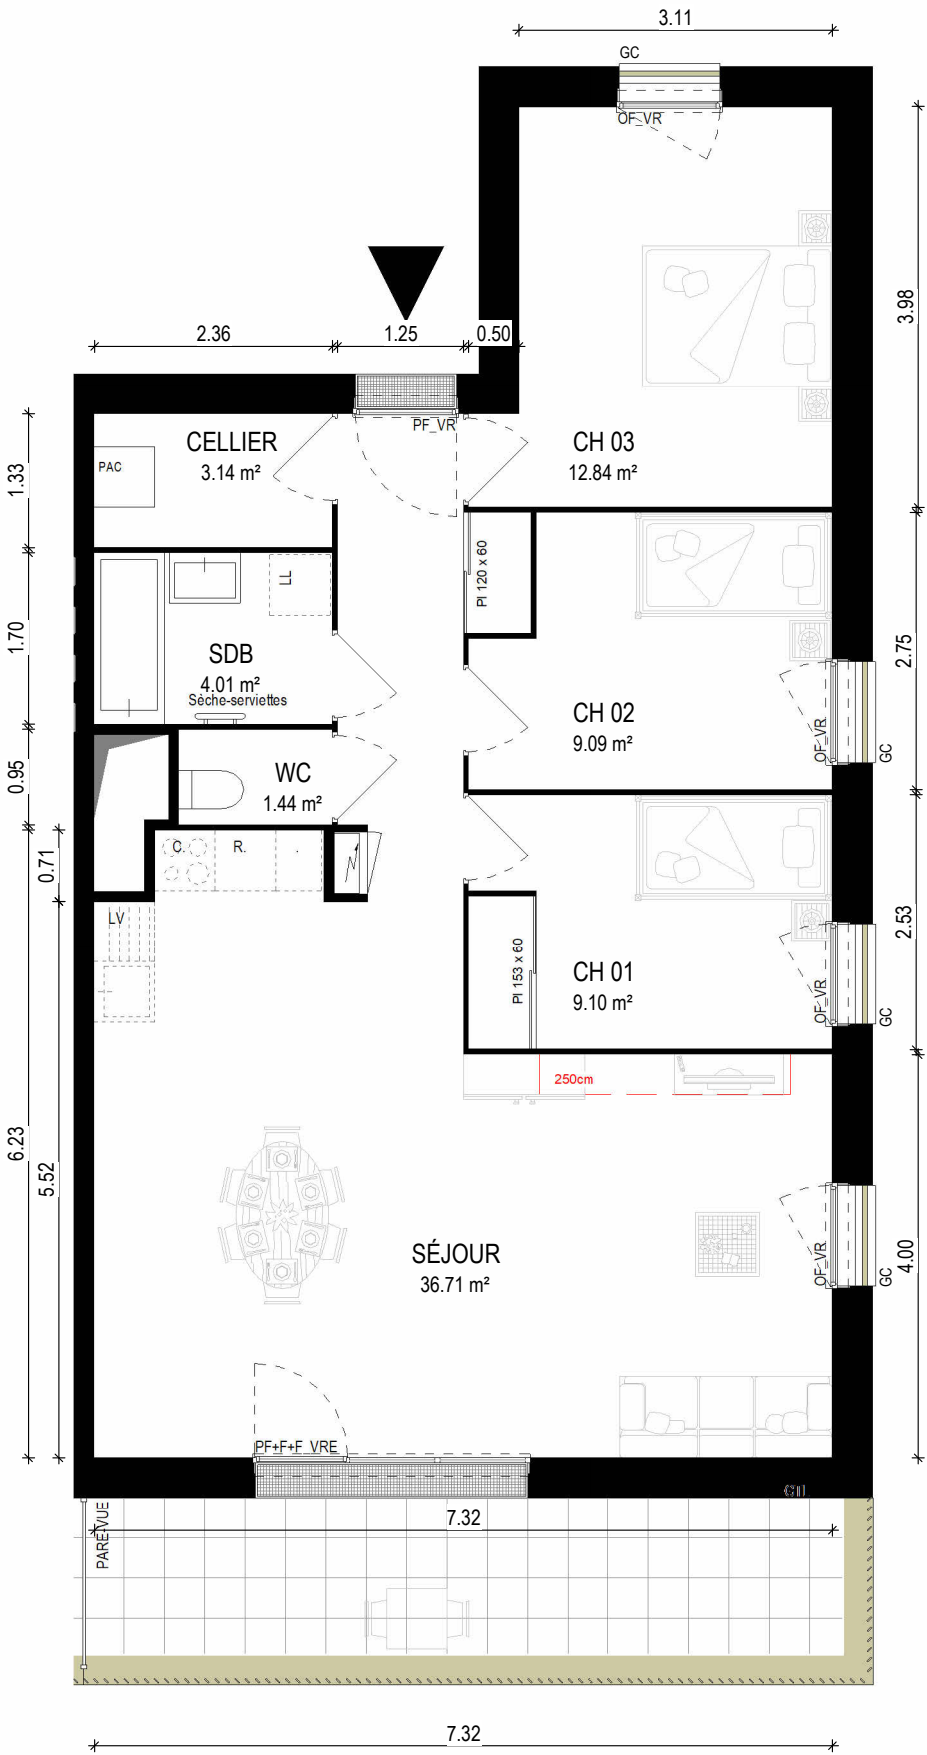 3.11
GC
OF_VR
3.98
2.36
1.25
0.50
PF_VR
CELLIER
3.14 m²
PAC
CH 03
12.84 m²
1.33
PI 120 x 60
LL
1.70
SDB
4.01 m²
Sèche-serviettes
2.75
CH 02
9.09 m²
OF_VR
GC
0.95
WC
1.44 m²
0.71
C.
R.
LV
2.53
PI 153 x 60
CH 01
9.10 m²
OF_VR
GC
250cm
6.23
5.52
SÉJOUR
36.71 m²
OF_VR
GC
4.00
PF+F+F_VRE
PARE-VUE
7.32
7.32